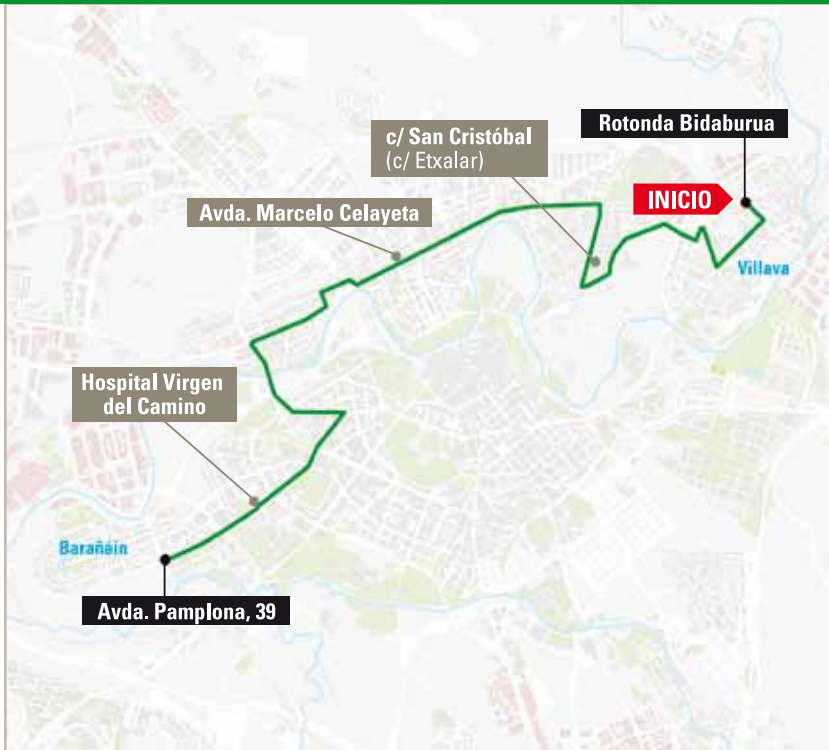 Rotonda Bidaburua
c/ San Cristóbal
(c/ Etxalar)
INICIO
Avda. Marcelo Celayeta
Villava
Hospital Virgen
del Camino
Barañáin
Avda. Pamplona, 39